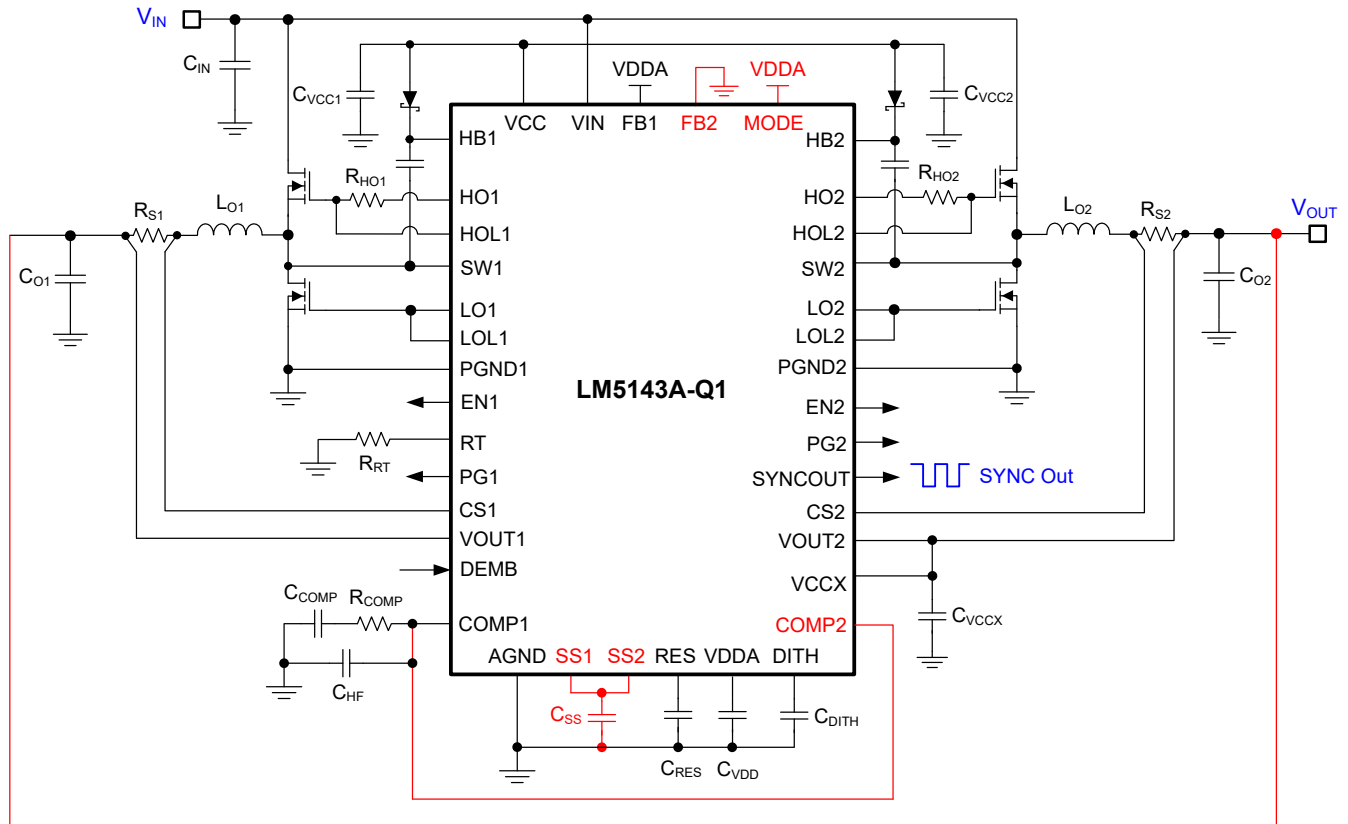 VIN
CIN
CVCC1
VDDA
VDDA
CVCC2
VCC
VIN
FB1
FB2
MODE
HB1
HB2
RHO1
HO1
HO2
RHO2
RS1
LO1
HOL1
HOL2
LO2
RS2
VOUT
SW1
SW2
CO1
CO2
LO1
LO2
LOL1
LOL2
PGND1
PGND2
LM5143A-Q1
EN1
EN2
RT
RRT
PG2
PG1
SYNCOUT
SYNC Out
CS1
CS2
VOUT1
VOUT2
DEMB
VCCX
CCOMP
RCOMP
COMP1
COMP2
CVCCX
AGND
SS1
SS2
RES
VDDA
DITH
CHF
CSS
CDITH
CRES
CVDD